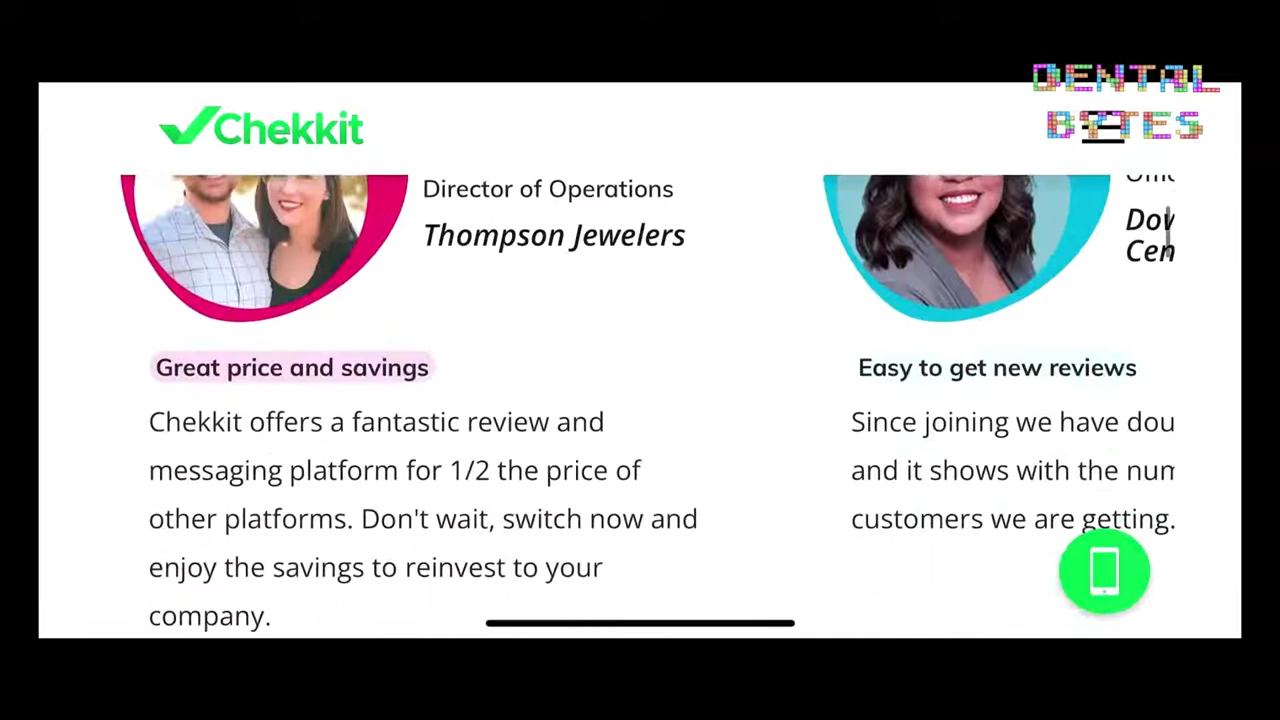 DENTAL
BYTES
Chekkit
Director of Operations
Thompson Jewelers
Great price and savings
Chekkit offers a fantastic review and
messaging platform for 1/2 the price of
other platforms. Don't wait, switch now and
enjoy the savings to reinvest to your
company.
Easy to get new reviews
Since joining we have dou
and it shows with the num
customers we are getting.